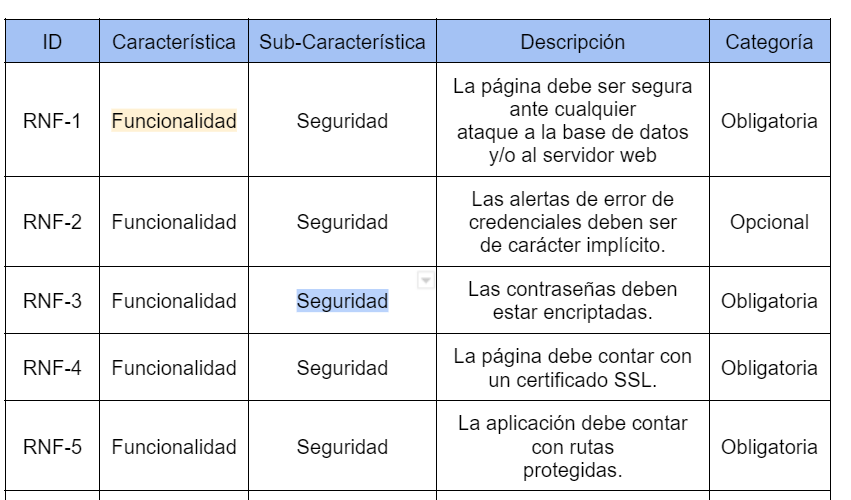 ID Característica Sub-Característica Descripción Categoría
RNF-1 Funcionalidad Seguridad La página debe ser segura
ante cualquier
ataque a la base de datos
y/o al servidor web Obligatoria
RNF-2 Funcionalidad Seguridad Las alertas de error de
credenciales deben ser
de carácter implícito. Opcional
RNF-3 Funcionalidad Seguridad Las contraseñas deben
estar encriptadas. Obligatoria
RNF-4 Funcionalidad Seguridad La página debe contar con
un certificado SSL. Obligatoria
RNF-5 Funcionalidad Seguridad La aplicación debe contar
con rutas
protegidas. Obligatoria